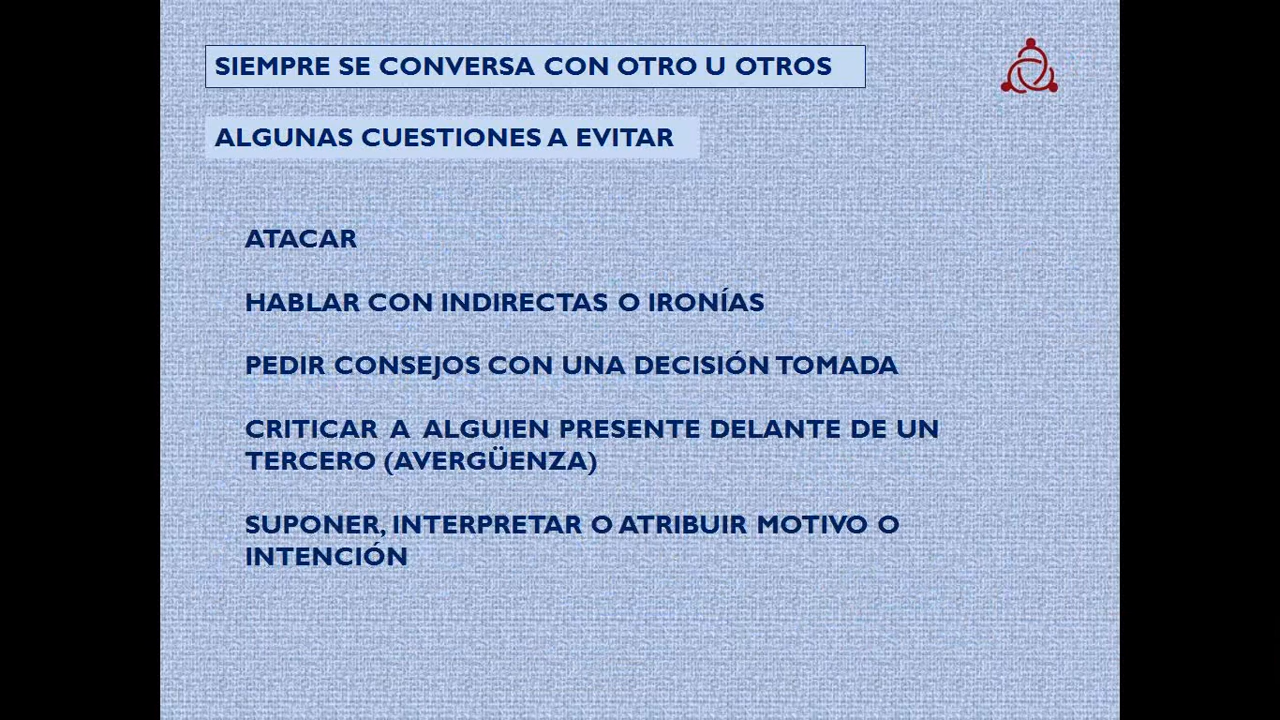 SIEMPRE SE CONVERSA CON OTRO U OTROS
ALGUNAS CUESTIONES A EVITAR
ATACAR
HABLAR CON INDIRECTAS O IRONÍAS
PEDIR CONSEJOS CON UNA DECISIÓN TOMADA
CRITICAR A ALGUIEN PRESENTE DELANTE DE UN
TERCERO (AVERGÜENZA)
SUPONER, INTERPRETAR O ATRIBUIR MOTIVO O
INTENCIÓN